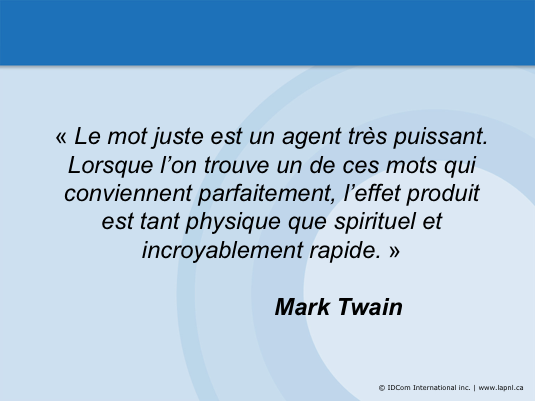 « Le mot juste est un agent très puissant.
Lorsque l’on trouve un de ces mots qui
conviennent parfaitement, l’effet produit
est tant physique que spirituel et
incroyablement rapide. »
Mark Twain
© IDCom International inc. | www.lapnl.ca